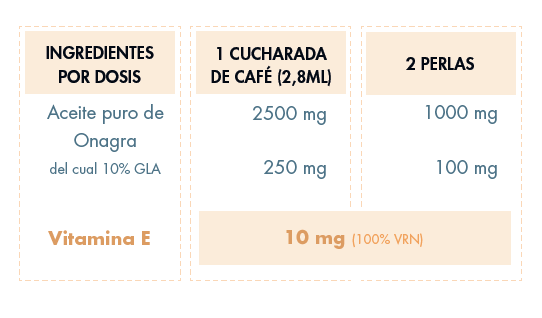 INGREDIENTES
POR DOSIS
1 CUCHARADA
DE CAFÉ (2,8ML)
2 PERLAS
Aceite puro de
Onagra
2500 mg
1000 mg
del cual 10% GLA
250 mg
100 mg
Vitamina E
10 mg (100% VRN)